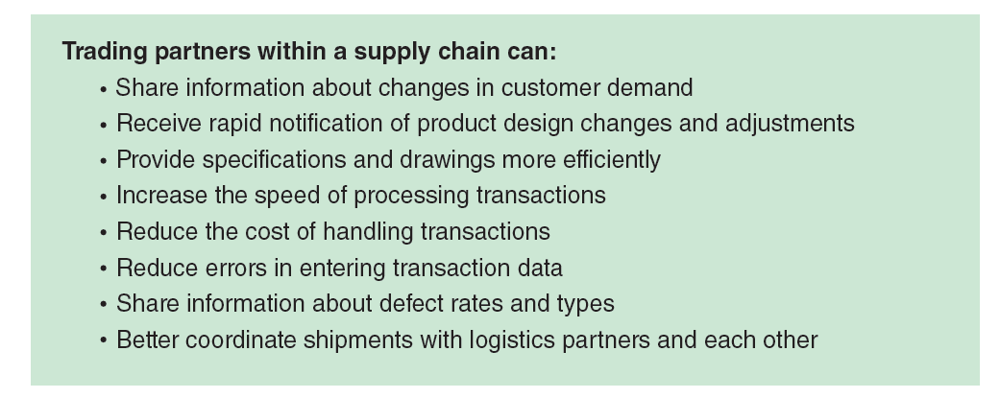 Trading partners within a supply chain can:
• Share information about changes in customer demand
• Receive rapid notification of product design changes and adjustments
• Provide specifications and drawings more efficiently
• Increase the speed of processing transactions
• Reduce the cost of handling transactions
• Reduce errors in entering transaction data
• Share information about defect rates and types
• Better coordinate shipments with logistics partners and each other